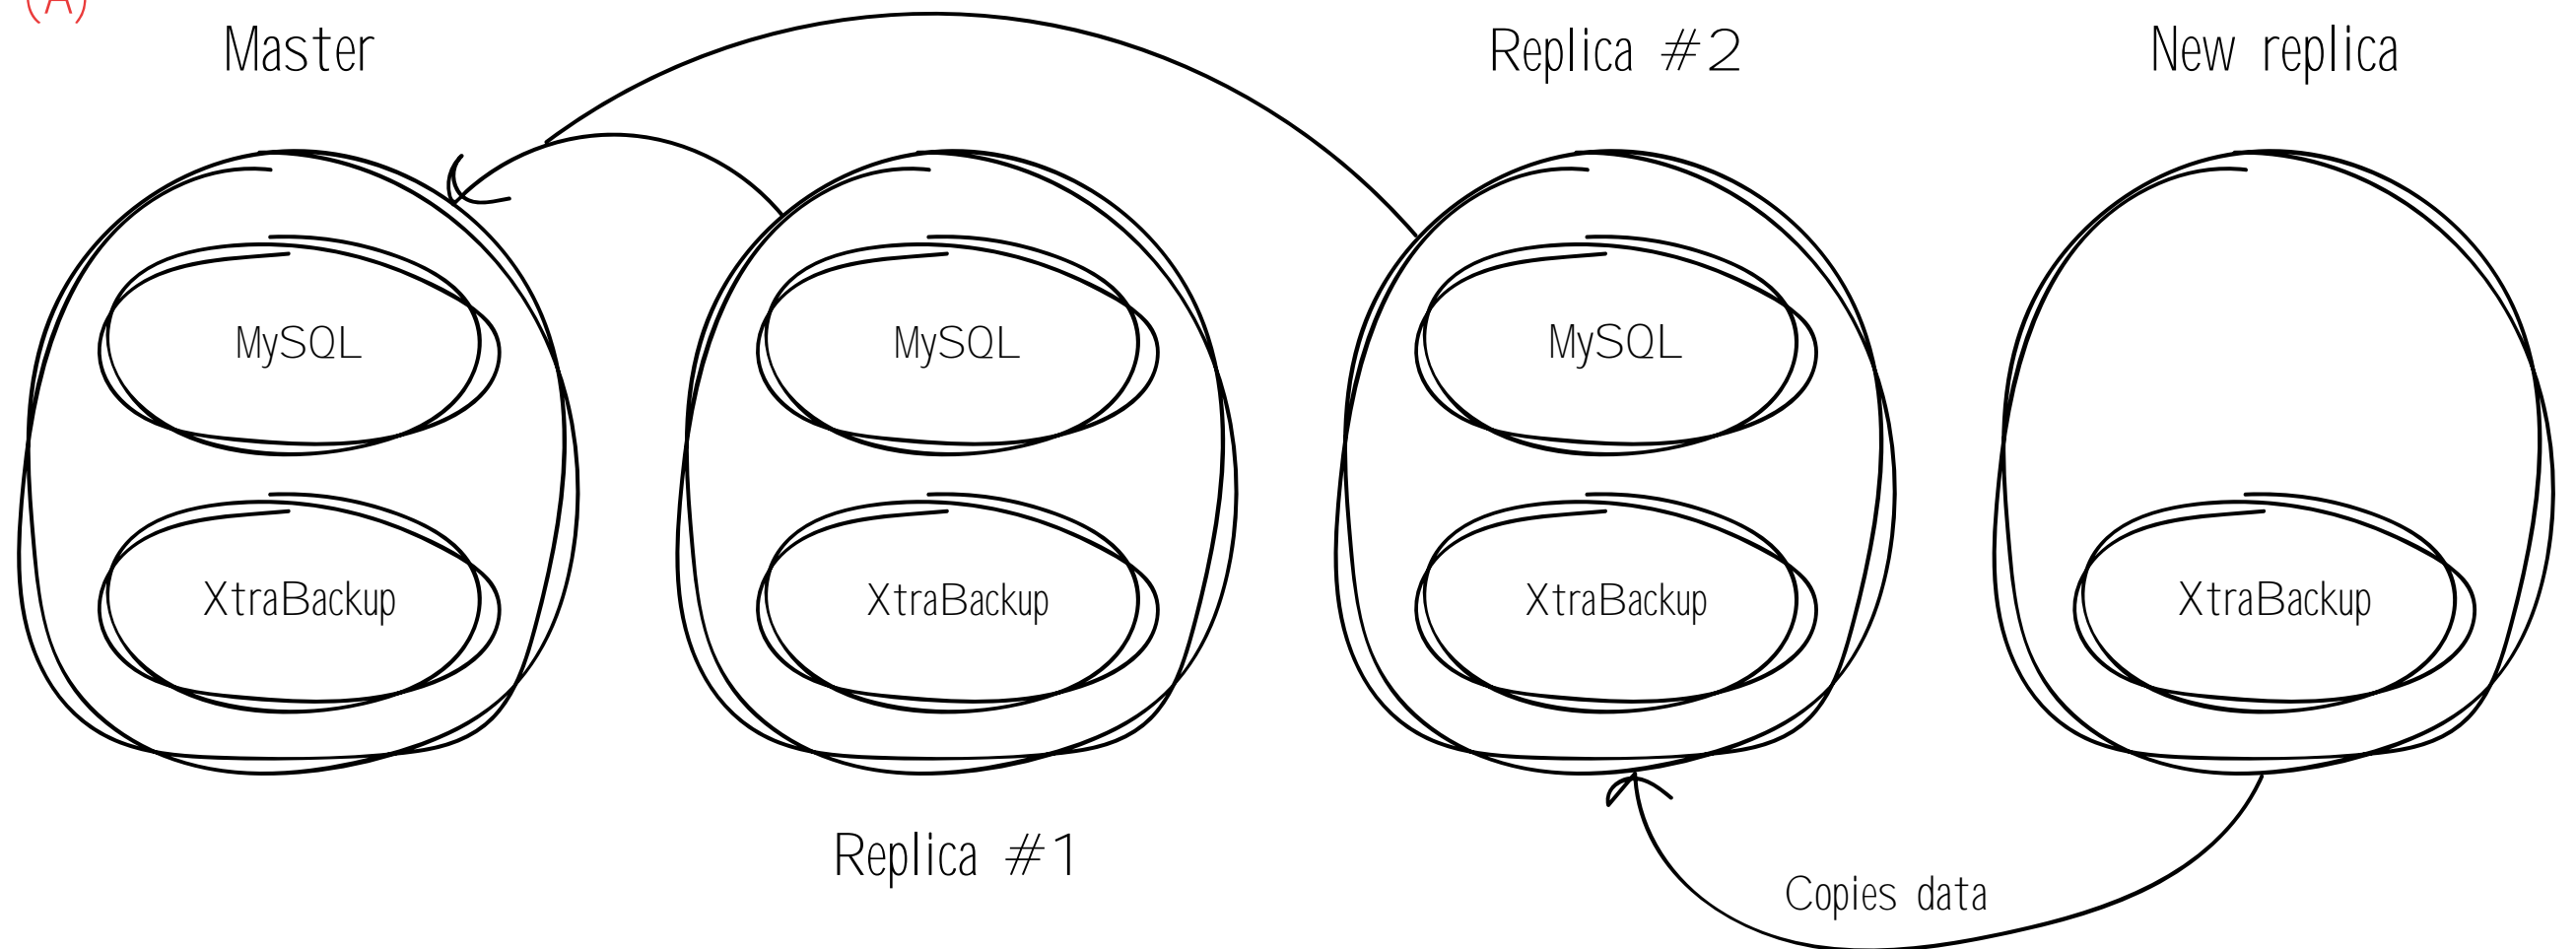 (A)
Master
Replica #2
New replica
MySQL
MySQL
MySQL
XtraBackup
XtraBackup
XtraBackup
XtraBackup
Replica #1
Copies data